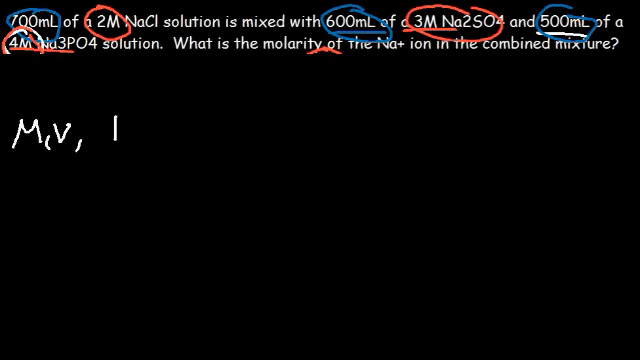 700mL of a 2M NaCl solution is mixed with 600mL of a 3M Na2SO4 and 500mL of a
4M Na3PO4 solution. What is the molarity of the Na+ ion in the combined mixture?
M₁V₁